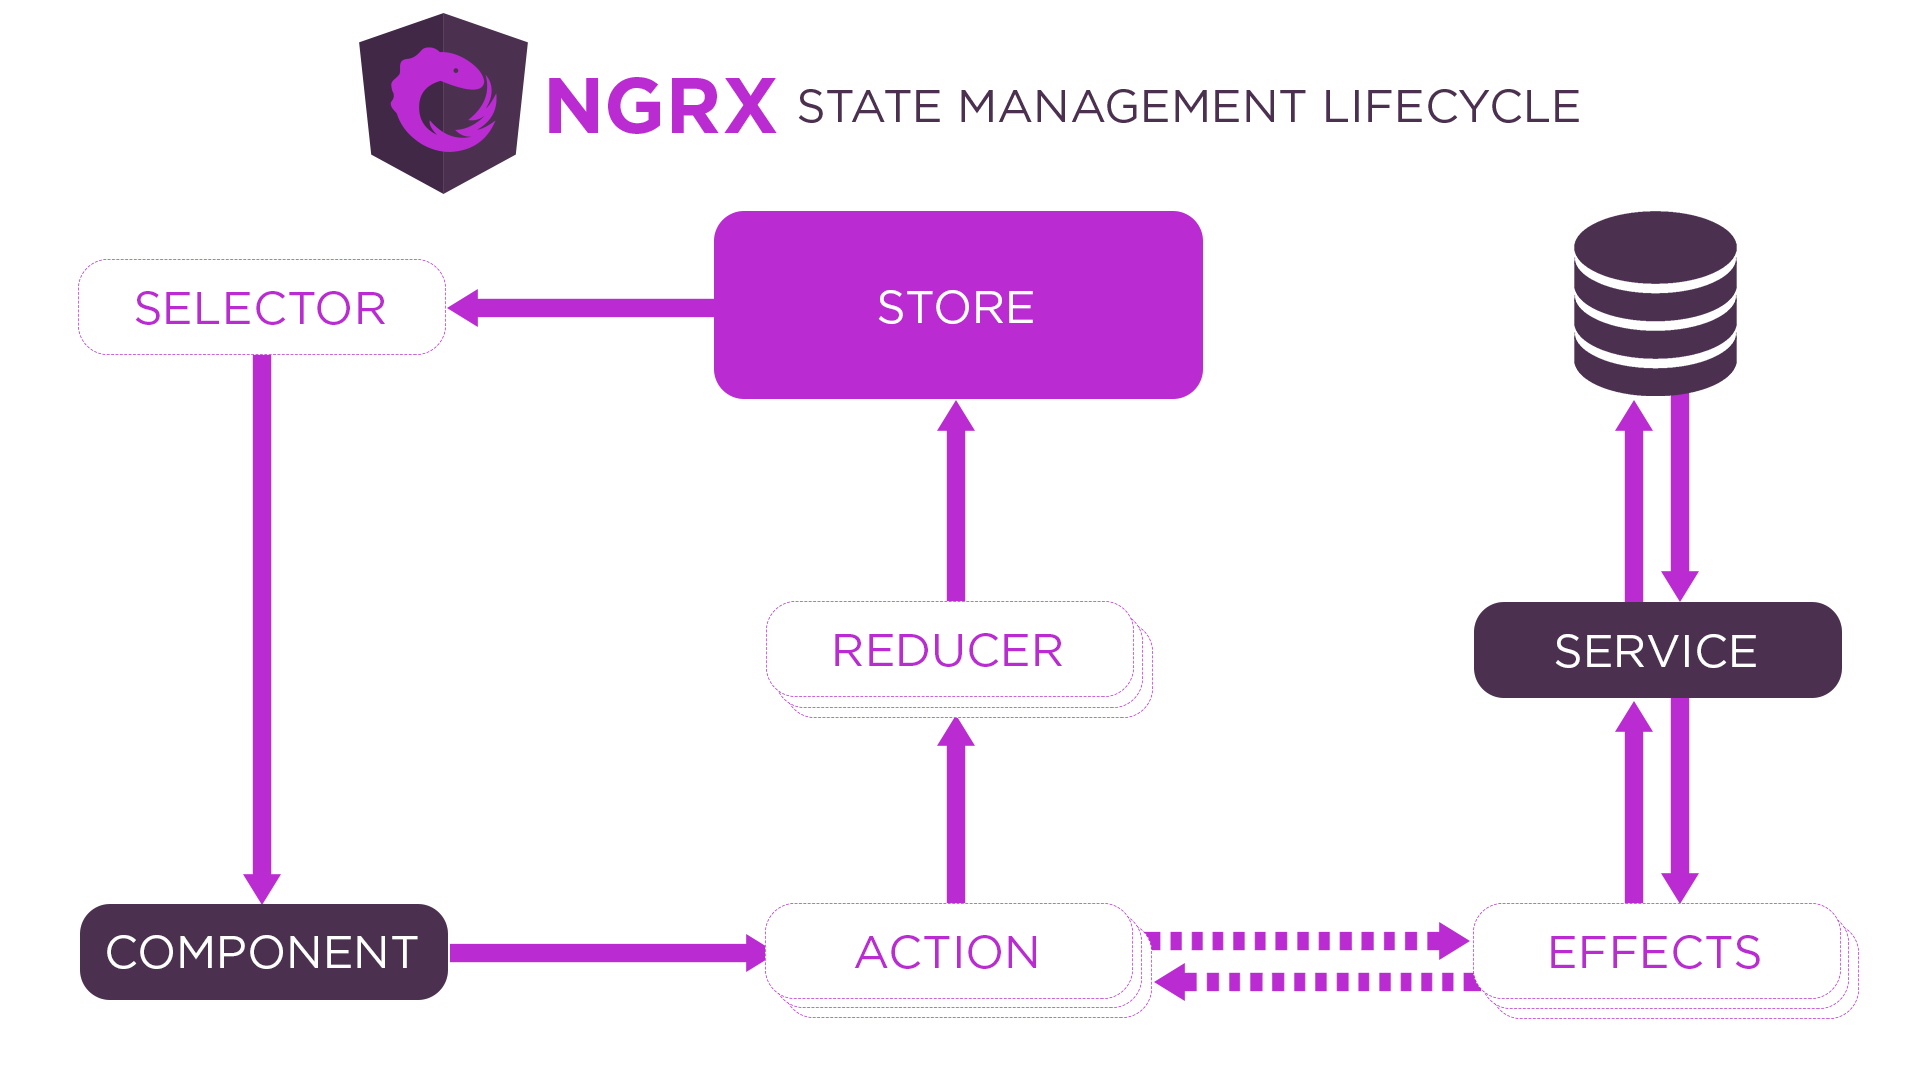 NGRX STATE MANAGEMENT LIFECYCLE
SELECTOR
STORE
REDUCER
SERVICE
COMPONENT
ACTION
EFFECTS